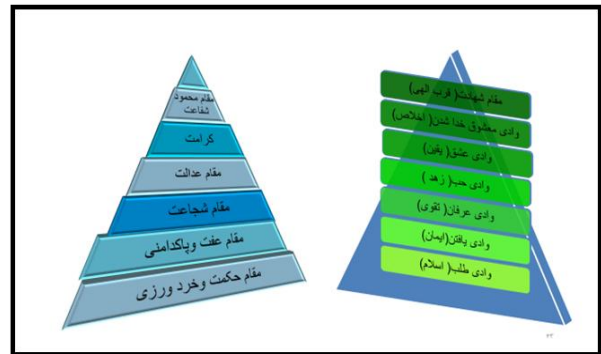 مقام شهادت( قرب الهی)
وادی معشوق خدا شدن( اخلاص)
وادی عشق( یقین)
وادی حب( زهد )
وادی عرفان( تقوی)
وادی یافتن(ایمان)
وادی طلب( اسلام)
مقام محمود
شفاعت
کرامت
مقام عدالت
مقام شجاعت
مقام عفت وپاکدامنی
مقام حکمت وخرد ورزی